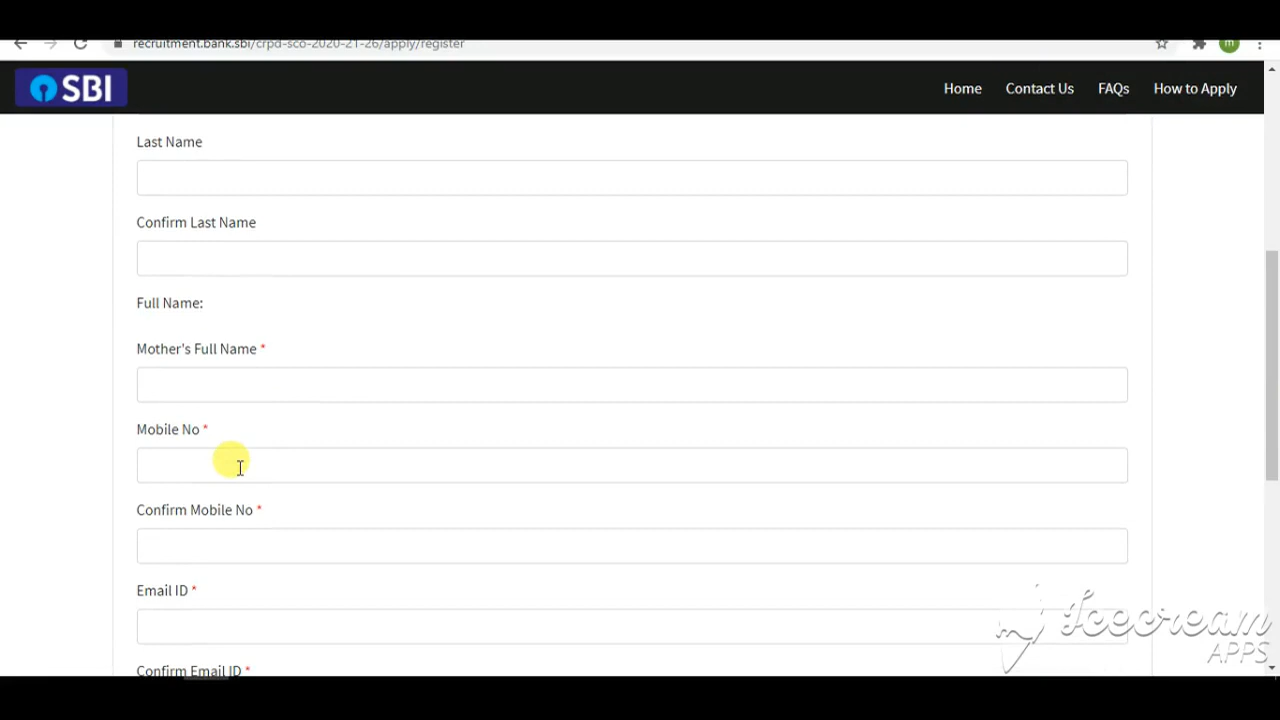 recruitment.bank.sbi/crpd-sco-2020-21-26/apply/register
m
SBI
Home
Contact Us
FAQs
How to Apply
Last Name
Confirm Last Name
Full Name:
Mother's Full Name *
Mobile No *
Confirm Mobile No *
Email ID *
Confirm Email ID *
Icecream
APPS